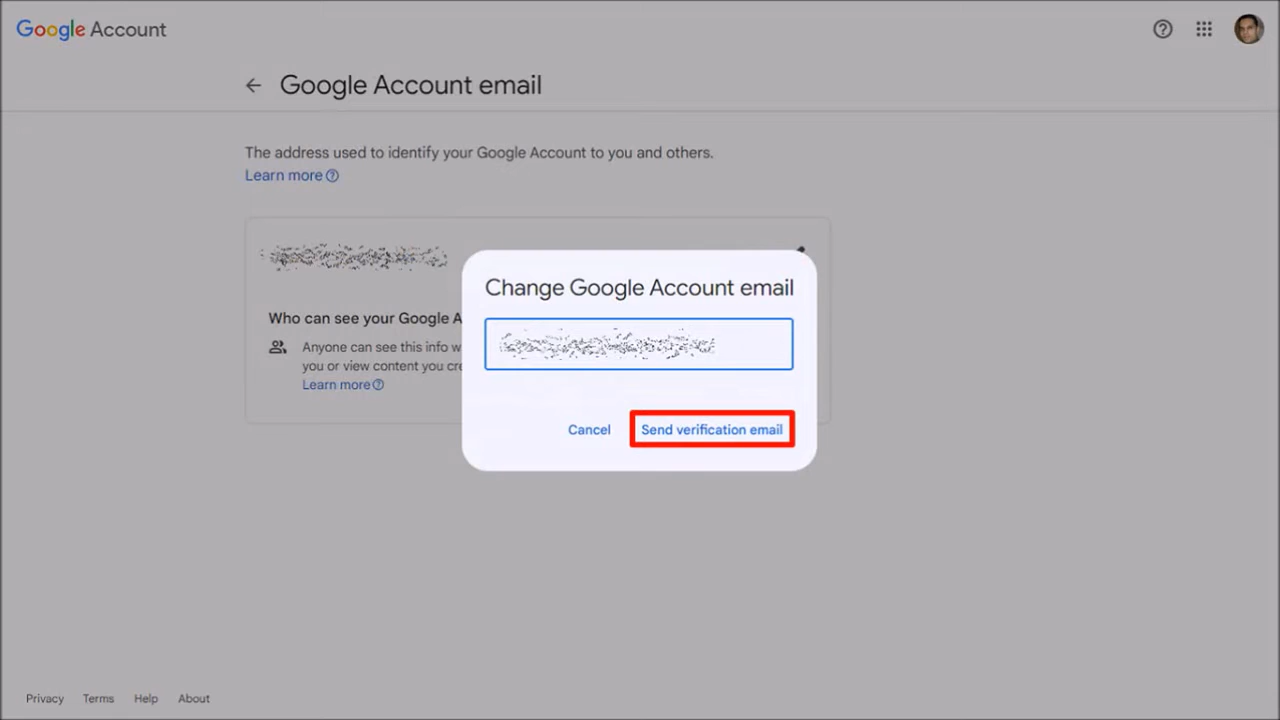 Google Account
Google Account email
The address used to identify your Google Account to you and others.
Learn more
Change Google Account email
Who can see your Google A
Anyone can see this info w
you or view content you cre
Learn more
Cancel
Send verification email
Privacy Terms Help About